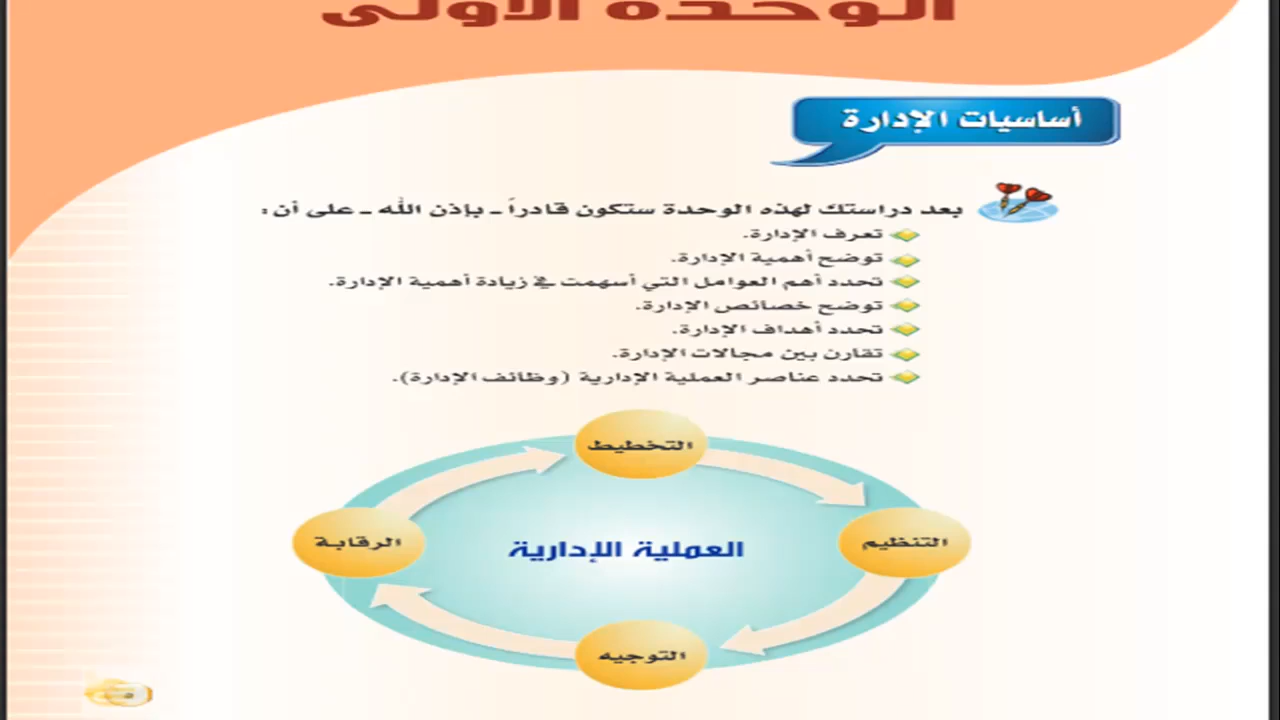 الوحدة الأولى
أساسيات الإدارة
بعد دراستك لهذه الوحدة ستكون قادراً ـ بإذن الله ـ على أن :
تعرف الإدارة.
توضح أهمية الإدارة.
تحدد أهم العوامل التي أسهمت في زيادة أهمية الإدارة.
توضح خصائص الإدارة.
تحدد أهداف الإدارة.
تقارن بين مجالات الإدارة.
تحدد عناصر العملية الإدارية (وظائف الإدارة).
التخطيط
التنظيم
العملية الإدارية
الرقابة
التوجيه